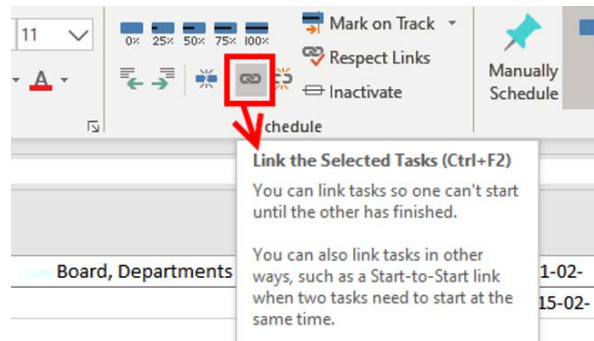 11
0% 25% 50% 75% 100%
Mark on Track
Respect Links
Inactivate
A
Manually
Schedule
chedule
Link the Selected Tasks (Ctrl+F2)
You can link tasks so one can't start
until the other has finished.
You can also link tasks in other
ways, such as a Start-to-Start link
when two tasks need to start at the
same time.
Board, Departments
1-02-
15-02-